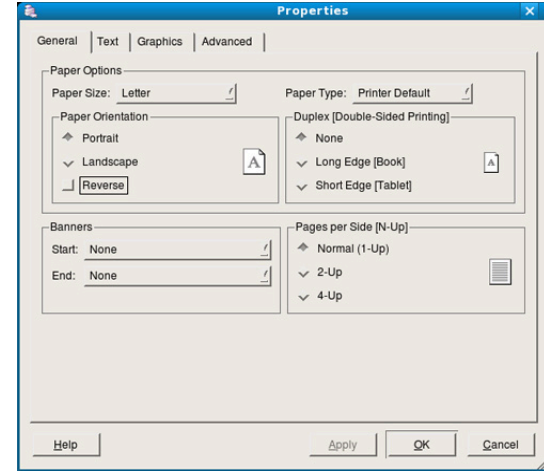 Properties
General Text Graphics Advanced
Paper Options
Paper Size: Letter Paper Type: Printer Default
Paper Orientation
Portrait
Landscape
Reverse
A
Duplex [Double-Sided Printing]
None
Long Edge [Book]
Short Edge [Tablet]
A
Banners
Start: None
End: None
Pages per Side [N-Up]
Normal (1-Up)
2-Up
4-Up
Help Apply OK Cancel